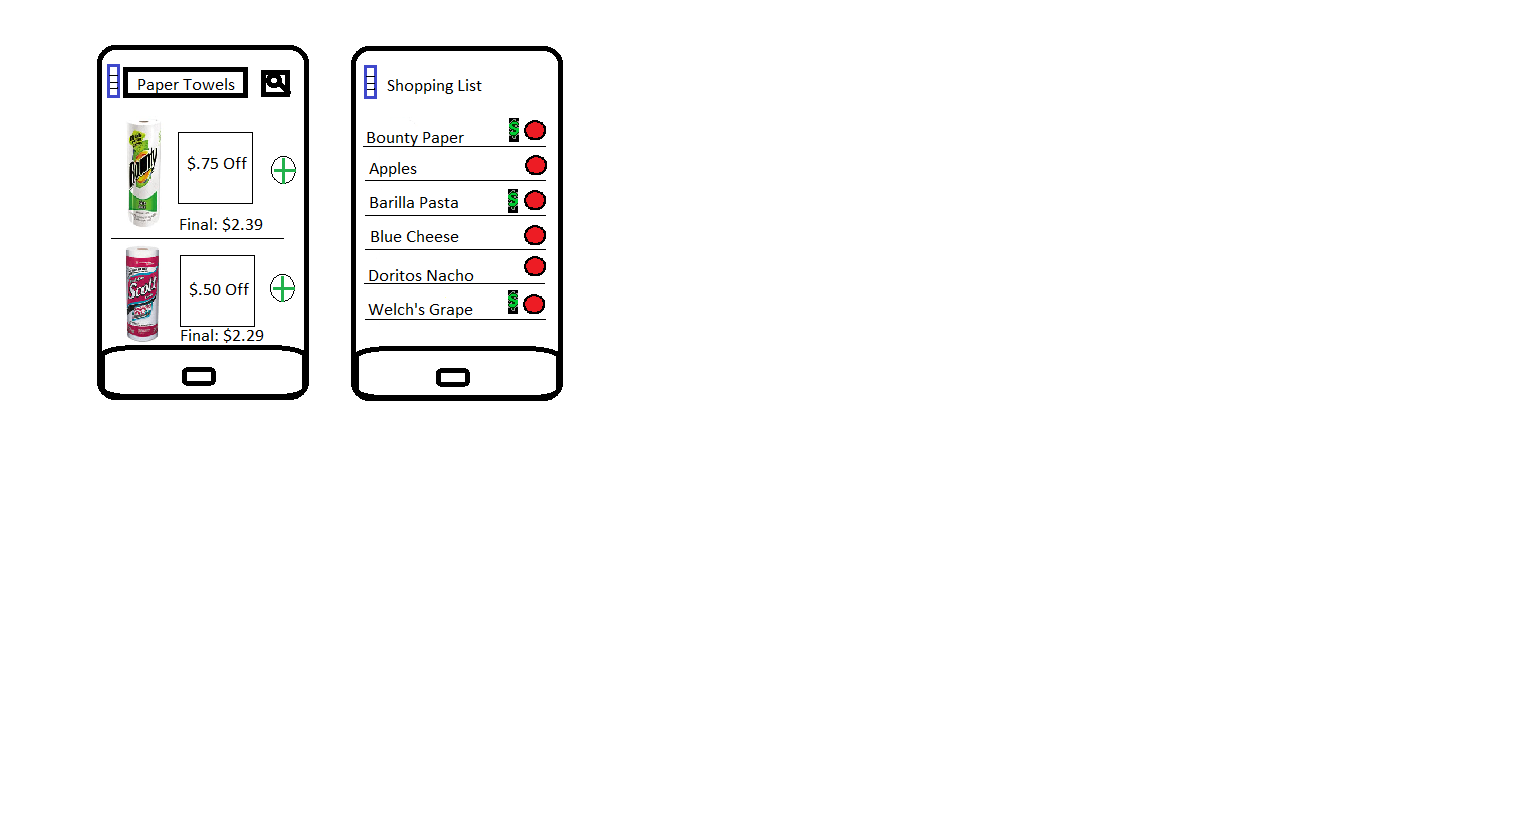 Paper Towels
Bounty
$.75 Off
Final: $2.39
Scott
$.50 Off
Final: $2.29
Shopping List
Bounty Paper
Apples
Barilla Pasta
Blue Cheese
Doritos Nacho
Welch's Grape